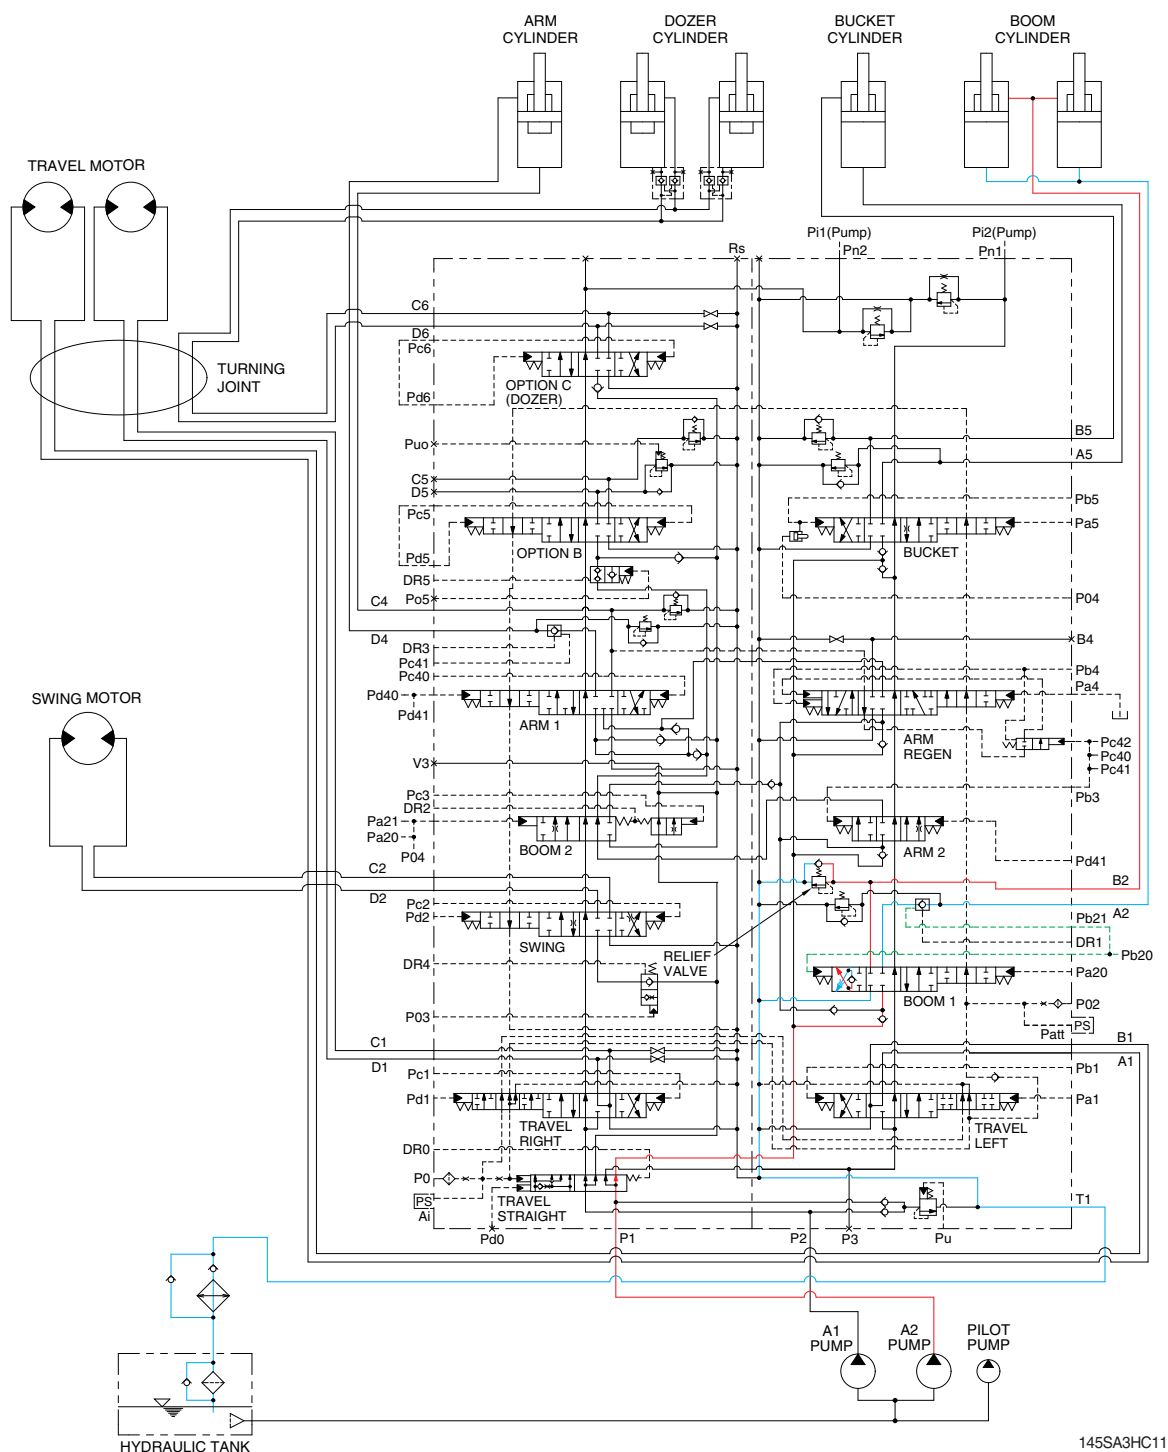 ARM
CYLINDER
DOZER
CYLINDER
BUCKET
CYLINDER
BOOM
CYLINDER
TRAVEL MOTOR
TURNING
JOINT
SWING MOTOR
Pi1(Pump)
Pn2
Pi2(Pump)
Pn1
Rs
C6
D6
Pc6
Pd6
OPTION C
(DOZER)
Puo
C5
D5
Pc5
Pd5
OPTION B
DR5
Po5
C4
D4
DR3
Pc41
Pc40
Pd40
Pd41
ARM 1
V3
Pc3
DR2
Pa21
Pa20
P04
BOOM 2
C2
D2
Pc2
Pd2
SWING
DR4
P03
RELIEF
VALVE
C1
D1
Pc1
Pd1
TRAVEL
RIGHT
DR0
P0
PS
Ai
TRAVEL
STRAIGHT
Pd0
P1
P2
P3
Pu
B5
A5
Pb5
Pa5
BUCKET
P04
B4
Pb4
Pa4
ARM
REGEN
Pc42
Pc40
Pc41
Pb3
ARM 2
Pd41
B2
A2
Pb21
DR1
Pb20
Pa20
BOOM 1
P02
PS
Patt
B1
A1
Pb1
Pa1
TRAVEL
LEFT
T1
A1
PUMP
A2
PUMP
PILOT
PUMP
HYDRAULIC TANK
145SA3HC11